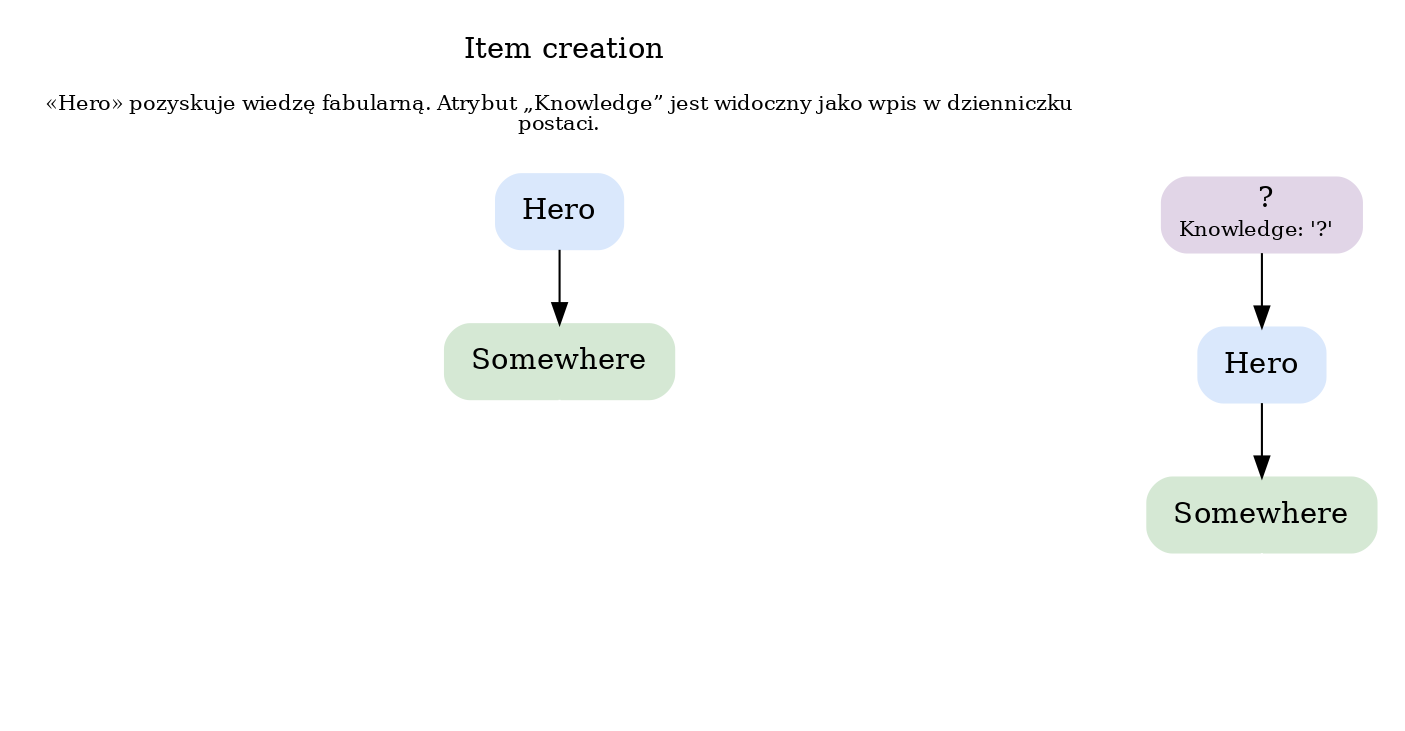 Item creation
«Hero» pozyskuje wiedzę fabularną. Atrybut „Knowledge” jest widoczny jako wpis w dzienniczku
postaci.
Hero
Somewhere
?
Knowledge: '?'
Hero
Somewhere